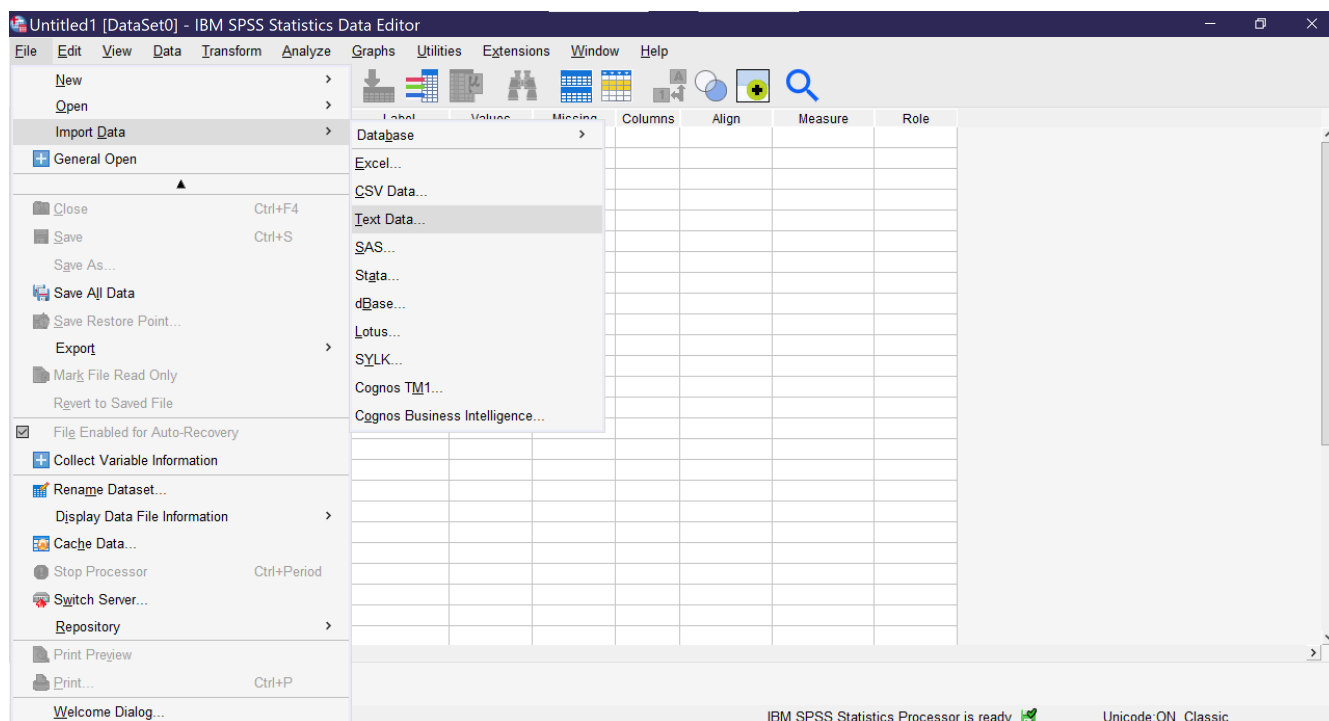 Untitled1 [DataSet0] - IBM SPSS Statistics Data Editor
File Edit View Data Transform Analyze Graphs Utilities Extensions Window Help
New
Open
Import Data
General Open
Close Ctrl+F4
Save Ctrl+S
Save As...
Save All Data
Save Restore Point...
Export
Mark File Read Only
Revert to Saved File
File Enabled for Auto-Recovery
Collect Variable Information
Rename Dataset...
Display Data File Information
Cache Data...
Stop Processor Ctrl+Period
Switch Server...
Repository
Print Preview
Print... Ctrl+P
Welcome Dialog...
Label Values Missing Columns Align Measure Role
Database
Excel...
CSV Data...
Text Data...
SAS...
Stata...
dBase...
Lotus...
SYLK...
Cognos TM1...
Cognos Business Intelligence...
IBM SPSS Statistics Processor is ready Unicode:ON Classic